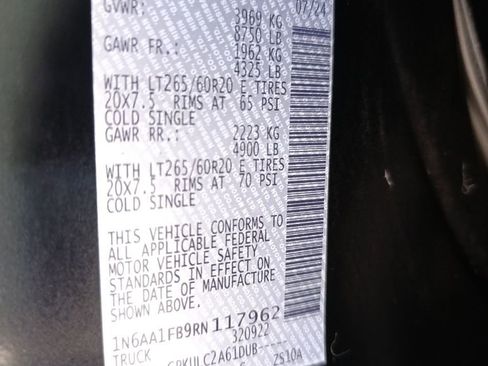 GVWR: 07/24
3969 KG
8750 LB
GAWR FR.: 1962 KG
4325 LB
WITH LT265/60R20 E TIRES
20X7.5 RIMS AT 65 PSI
COLD SINGLE
GAWR RR.: 2223 KG
4900 LB
WITH LT265/60R20 E TIRES
20X7.5 RIMS AT 70 PSI
COLD SINGLE
THIS VEHICLE CONFORMS TO
ALL APPLICABLE FEDERAL
MOTOR VEHICLE SAFETY
STANDARDS IN EFFECT ON
THE DATE OF MANUFACTURE
SHOWN ABOVE.
1N6AA1FB9RN117962
320922
TRUCK
ZS10A